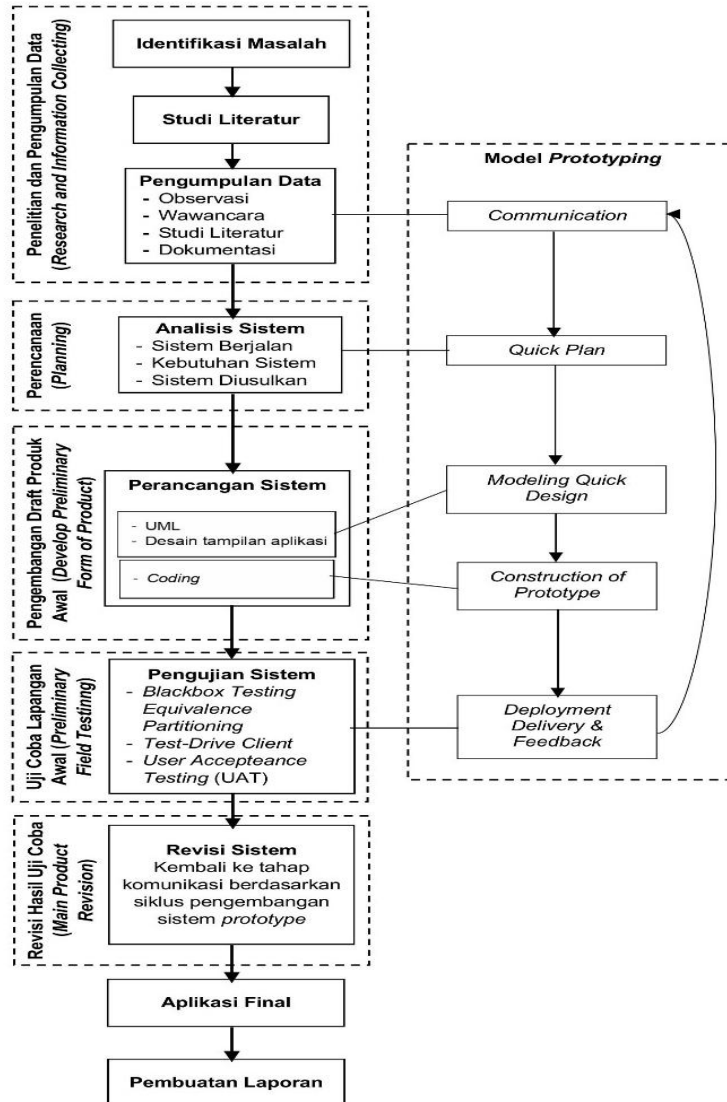 Penelitian dan Pengumpulan Data
(Research and Information Collecting)
Identifikasi Masalah
Studi Literatur
Pengumpulan Data
- Observasi
- Wawancara
- Studi Literatur
- Dokumentasi
Perencanaan
(Planning)
Analisis Sistem
- Sistem Berjalan
- Kebutuhan Sistem
- Sistem Diusulkan
Pengembangan Draft Produk
Awal (Develop Preliminary
Form of Product)
Perancangan Sistem
- UML
- Desain tampilan aplikasi
- Coding
Uji Coba Lapangan
Awal (Preliminary
Field Testinng)
Pengujian Sistem
- Blackbox Testing
Equivalence
Partitioning
- Test-Drive Client
- User Accepteance
Testing (UAT)
Revisi Hasil Uji Coba
(Main Product
Revision)
Revisi Sistem
Kembali ke tahap
komunikasi berdasarkan
siklus pengembangan
sistem prototype
Aplikasi Final
Pembuatan Laporan
Model Prototyping
Communication
Quick Plan
Modeling Quick
Design
Construction of
Prototype
Deployment
Delivery &
Feedback